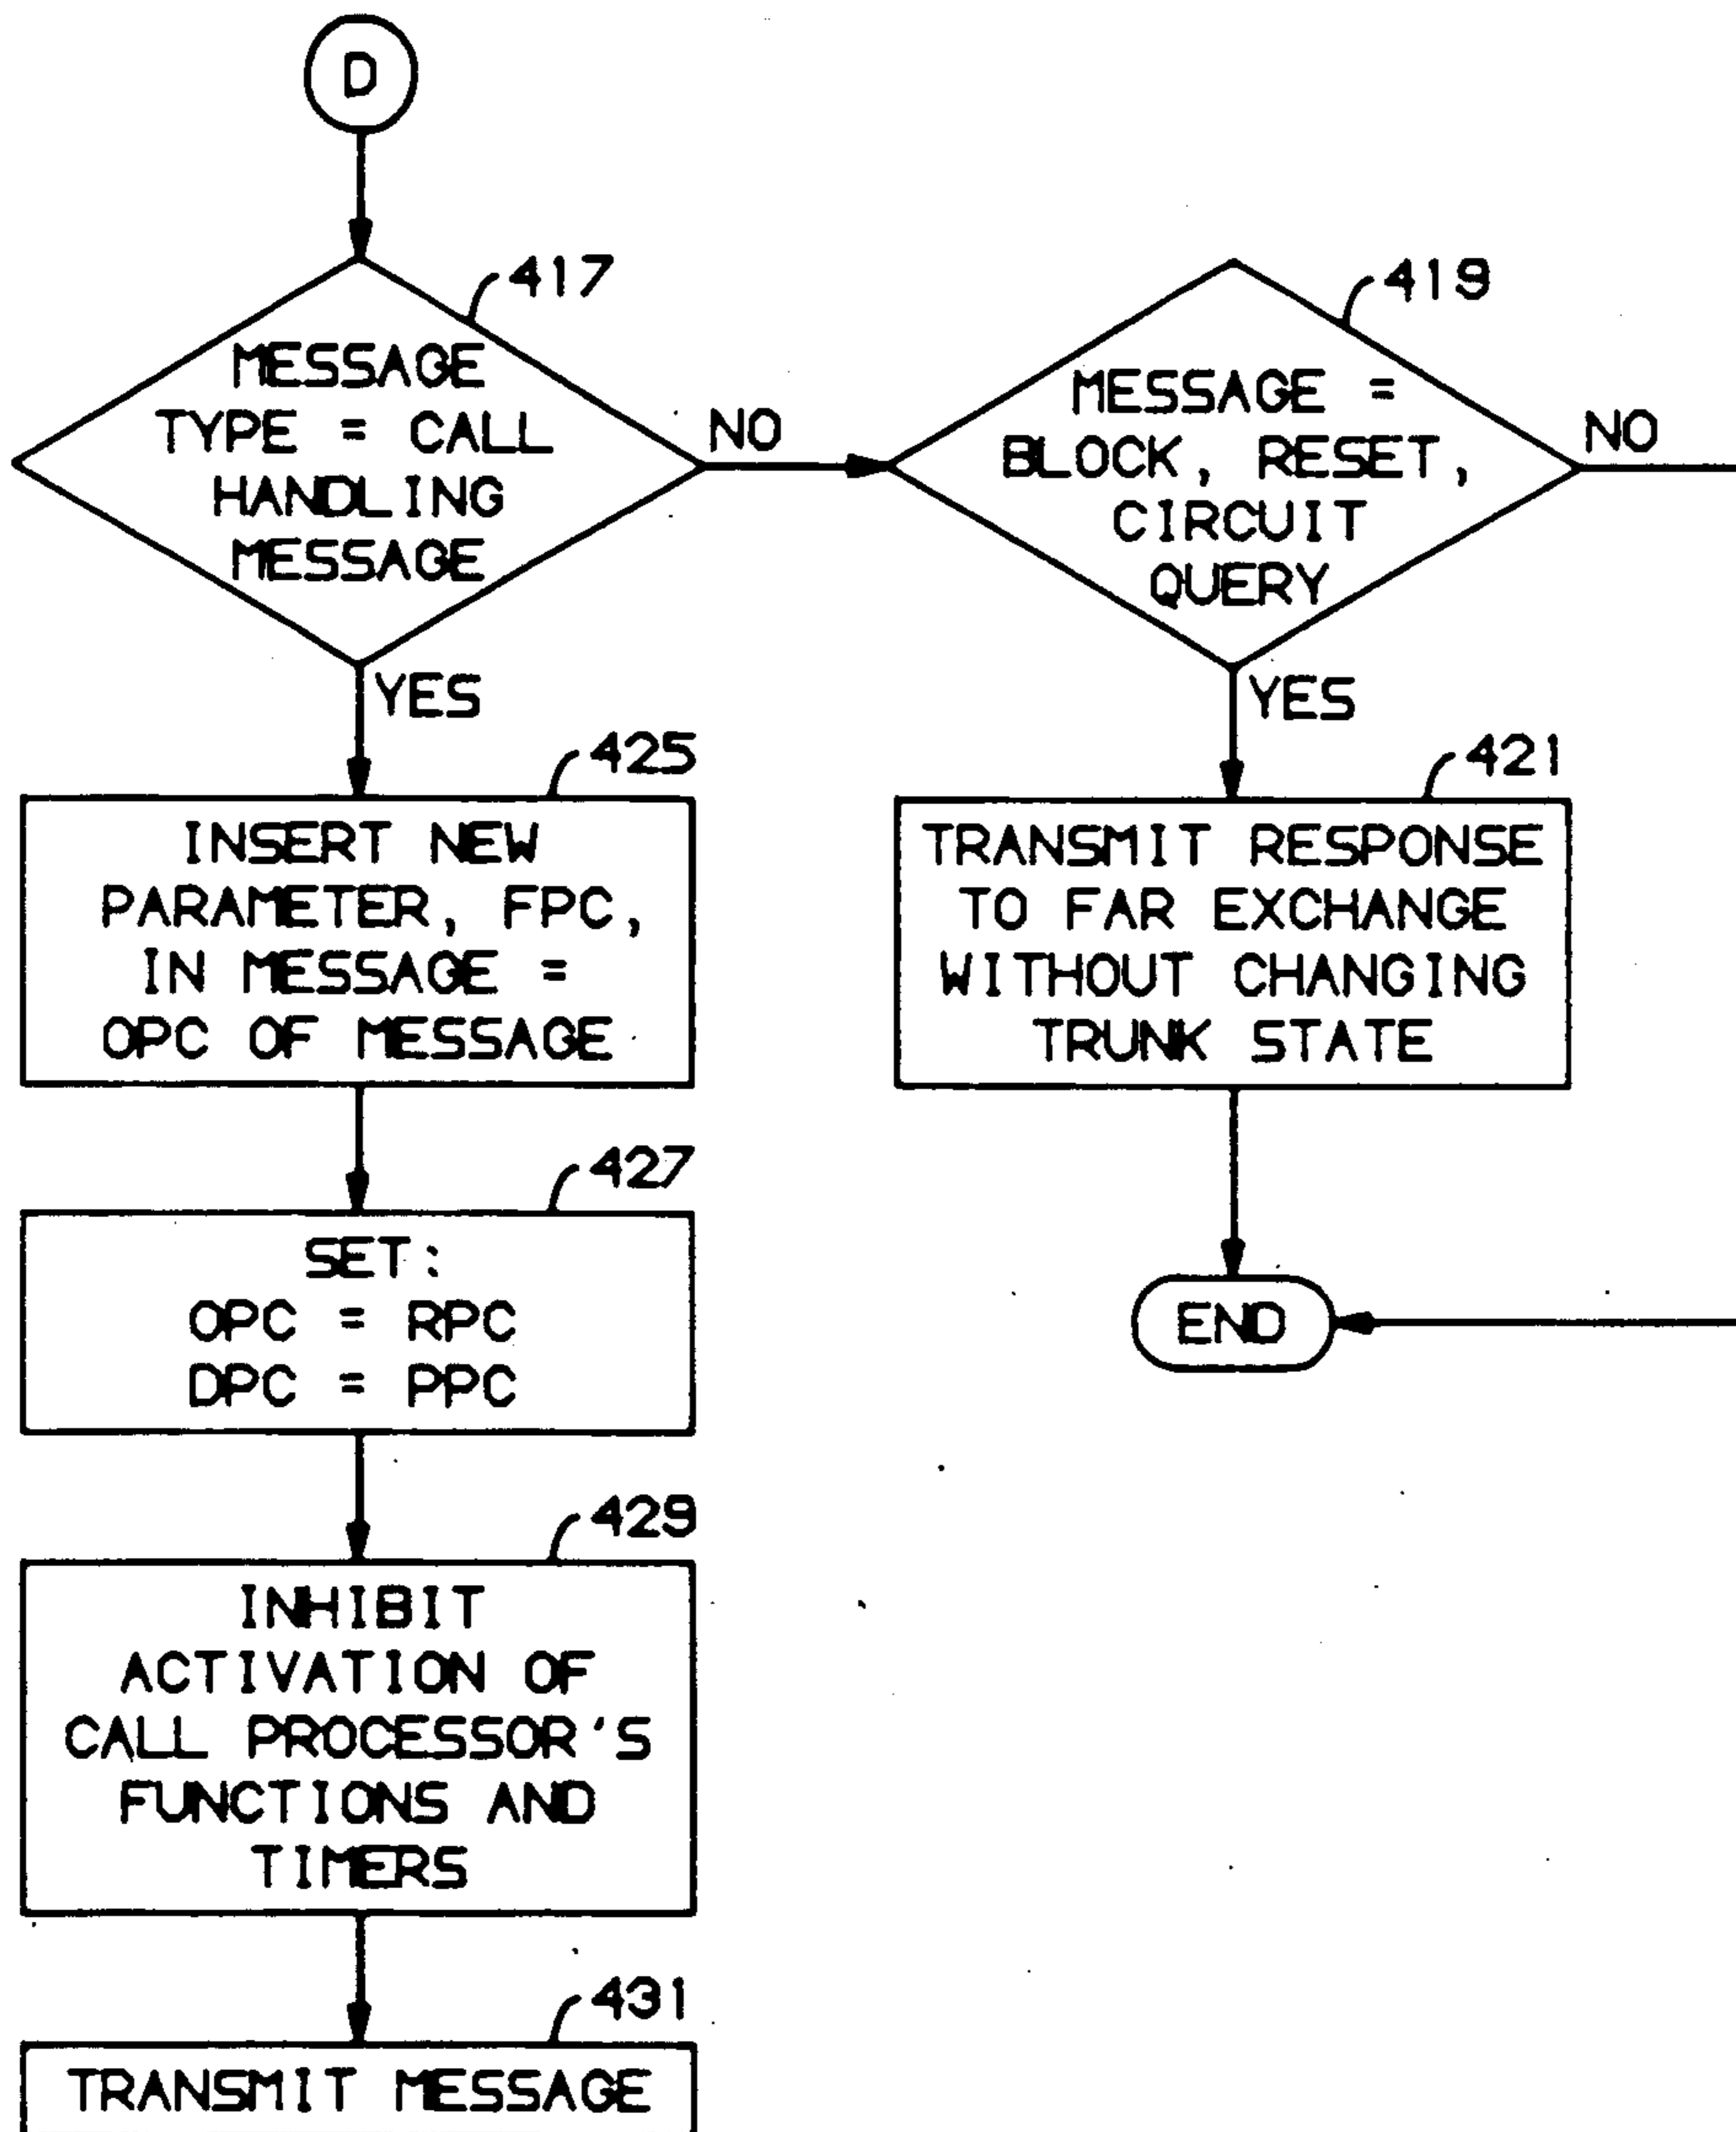 D
417
MESSAGE
TYPE = CALL
HANDLING
MESSAGE
NO
YES
419
MESSAGE =
BLOCK, RESET,
CIRCUIT
QUERY
NO
YES
425
INSERT NEW
PARAMETER, FPC,
IN MESSAGE =
OPC OF MESSAGE
421
TRANSMIT RESPONSE
TO FAR EXCHANGE
WITHOUT CHANGING
TRUNK STATE
427
SET:
OPC = RPC
DPC = PPC
END
429
INHIBIT
ACTIVATION OF
CALL PROCESSOR'S
FUNCTIONS AND
TIMERS
431
TRANSMIT MESSAGE